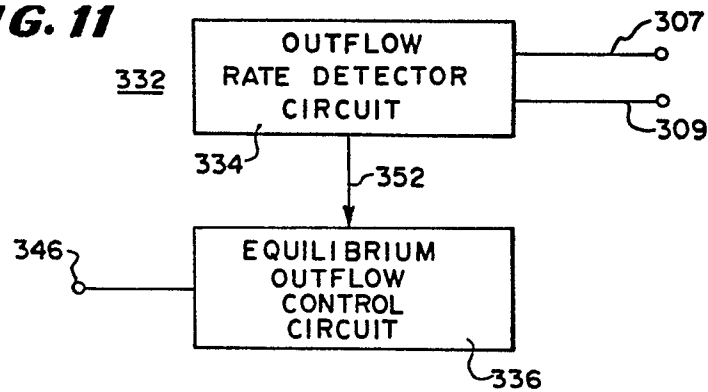 G. 11
307
OUTFLOW
RATE DETECTOR
CIRCUIT
332
309
334
352
346
EQUILIBRIUM
OUTFLOW
CONTROL
CIRCUIT
336